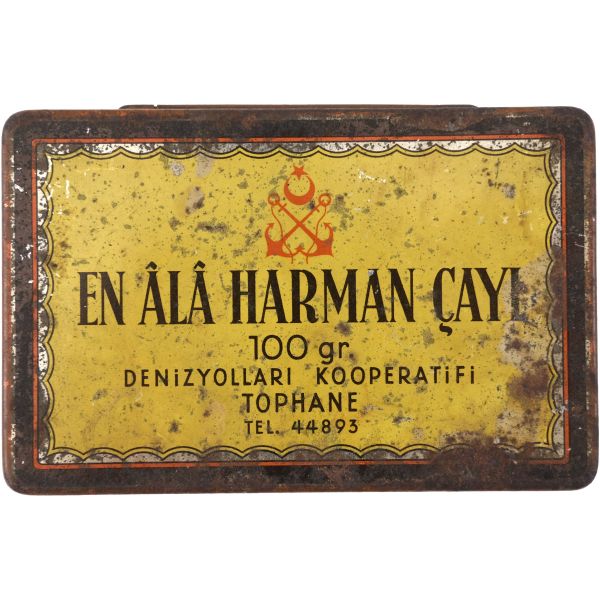 EN ÂLÂ HARMAN ÇAYI
100 gr
DENİZYOLLARI KOOPERATİFİ
TOPHANE
TEL. 44893